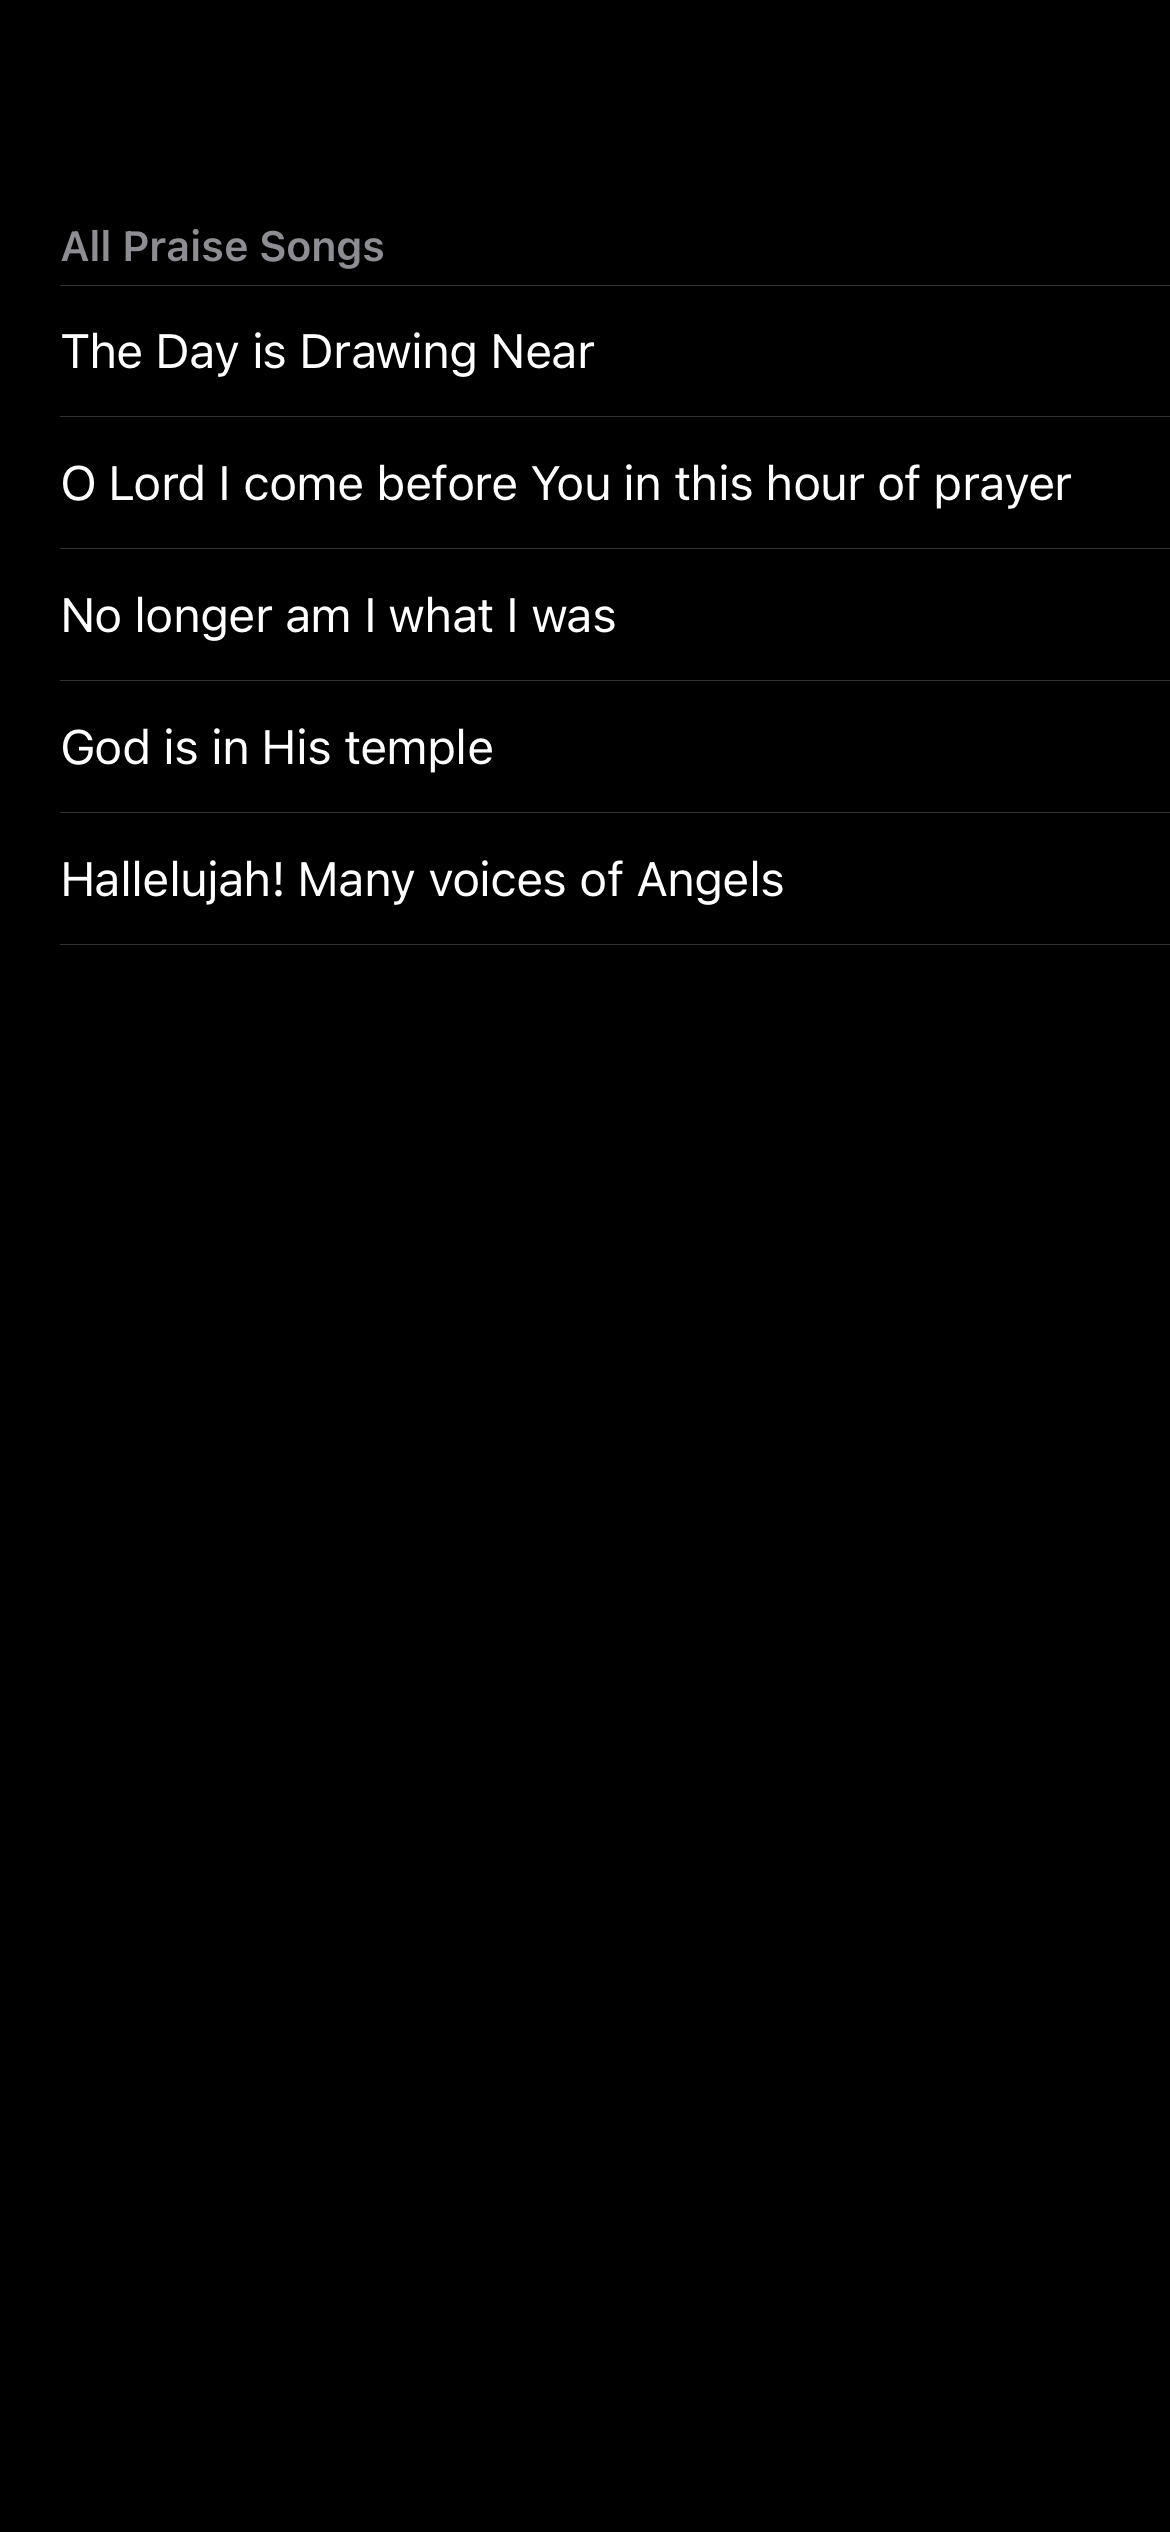 All Praise Songs
The Day is Drawing Near
O Lord I come before You in this hour of prayer
No longer am I what I was
God is in His temple
Hallelujah! Many voices of Angels